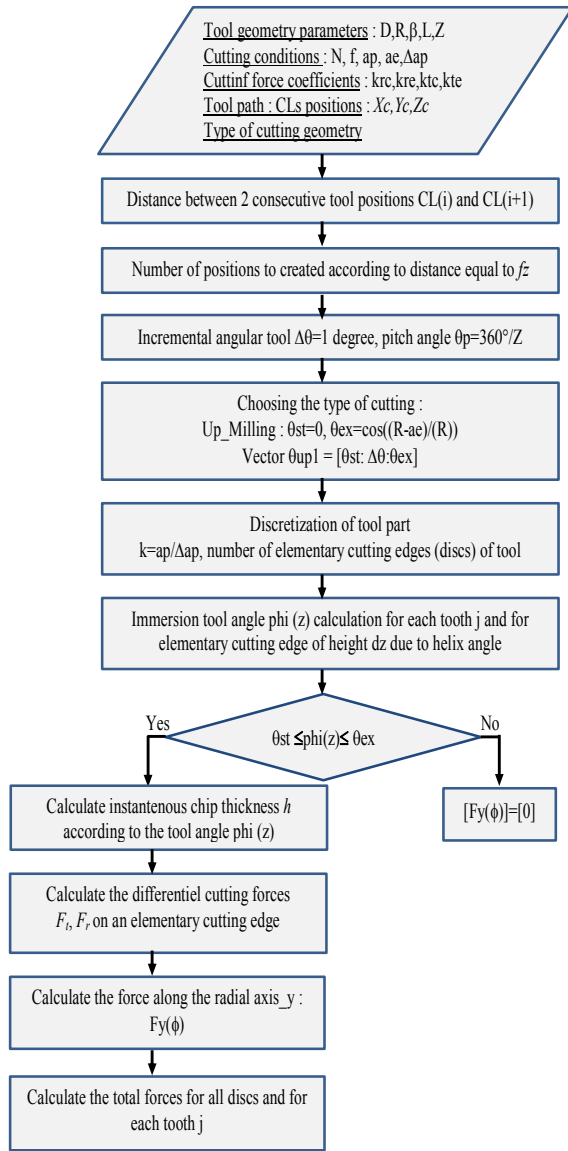 Tool geometry parameters : D,R,β,L,Z
Cutting conditions : N, f, ap, ae,Δap
Cuttinf force coefficients : krc,kre,ktc,kte
Tool path : CLs positions : Xc,Yc,Zc
Type of cutting geometry
Distance between 2 consecutive tool positions CL(i) and CL(i+1)
Number of positions to created according to distance equal to fz
Incremental angular tool Δθ=1 degree, pitch angle θp=360°/Z
Choosing the type of cutting :
Up_Milling : θst=0, θex=cos((R-ae)/(R))
Vector θup1 = [θst: Δθ:θex]
Discretization of tool part
k=ap/Δap, number of elementary cutting edges (discs) of tool
Immersion tool angle phi (z) calculation for each tooth j and for
elementary cutting edge of height dz due to helix angle
Yes
No
θst ≤phi(z)≤ θex
Calculate instantenous chip thickness h
according to the tool angle phi (z)
[Fy(ϕ)]=[0]
Calculate the differentiel cutting forces
Ft, Fr on an elementary cutting edge
Calculate the force along the radial axis_y :
Fy(ϕ)
Calculate the total forces for all discs and for
each tooth j